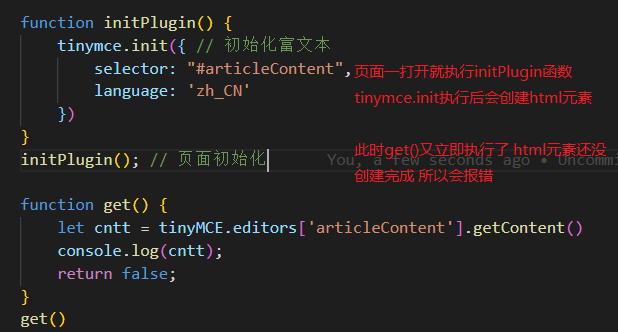 function initPlugin() {
tinymce.init({ // 初始化富文本
selector: "#articleContent", 页面一打开就执行initPlugin函数
language: 'zh_CN' tinymce.init执行后会创建html元素
})
}
initPlugin(); // 页面初始化 You, a few seconds ago • Uncommi
此时get()又立即执行了 html元素还没
创建完成 所以会报错
function get() {
let cntt = tinyMCE.editors['articleContent'].getContent()
console.log(cntt);
return false;
}
get()